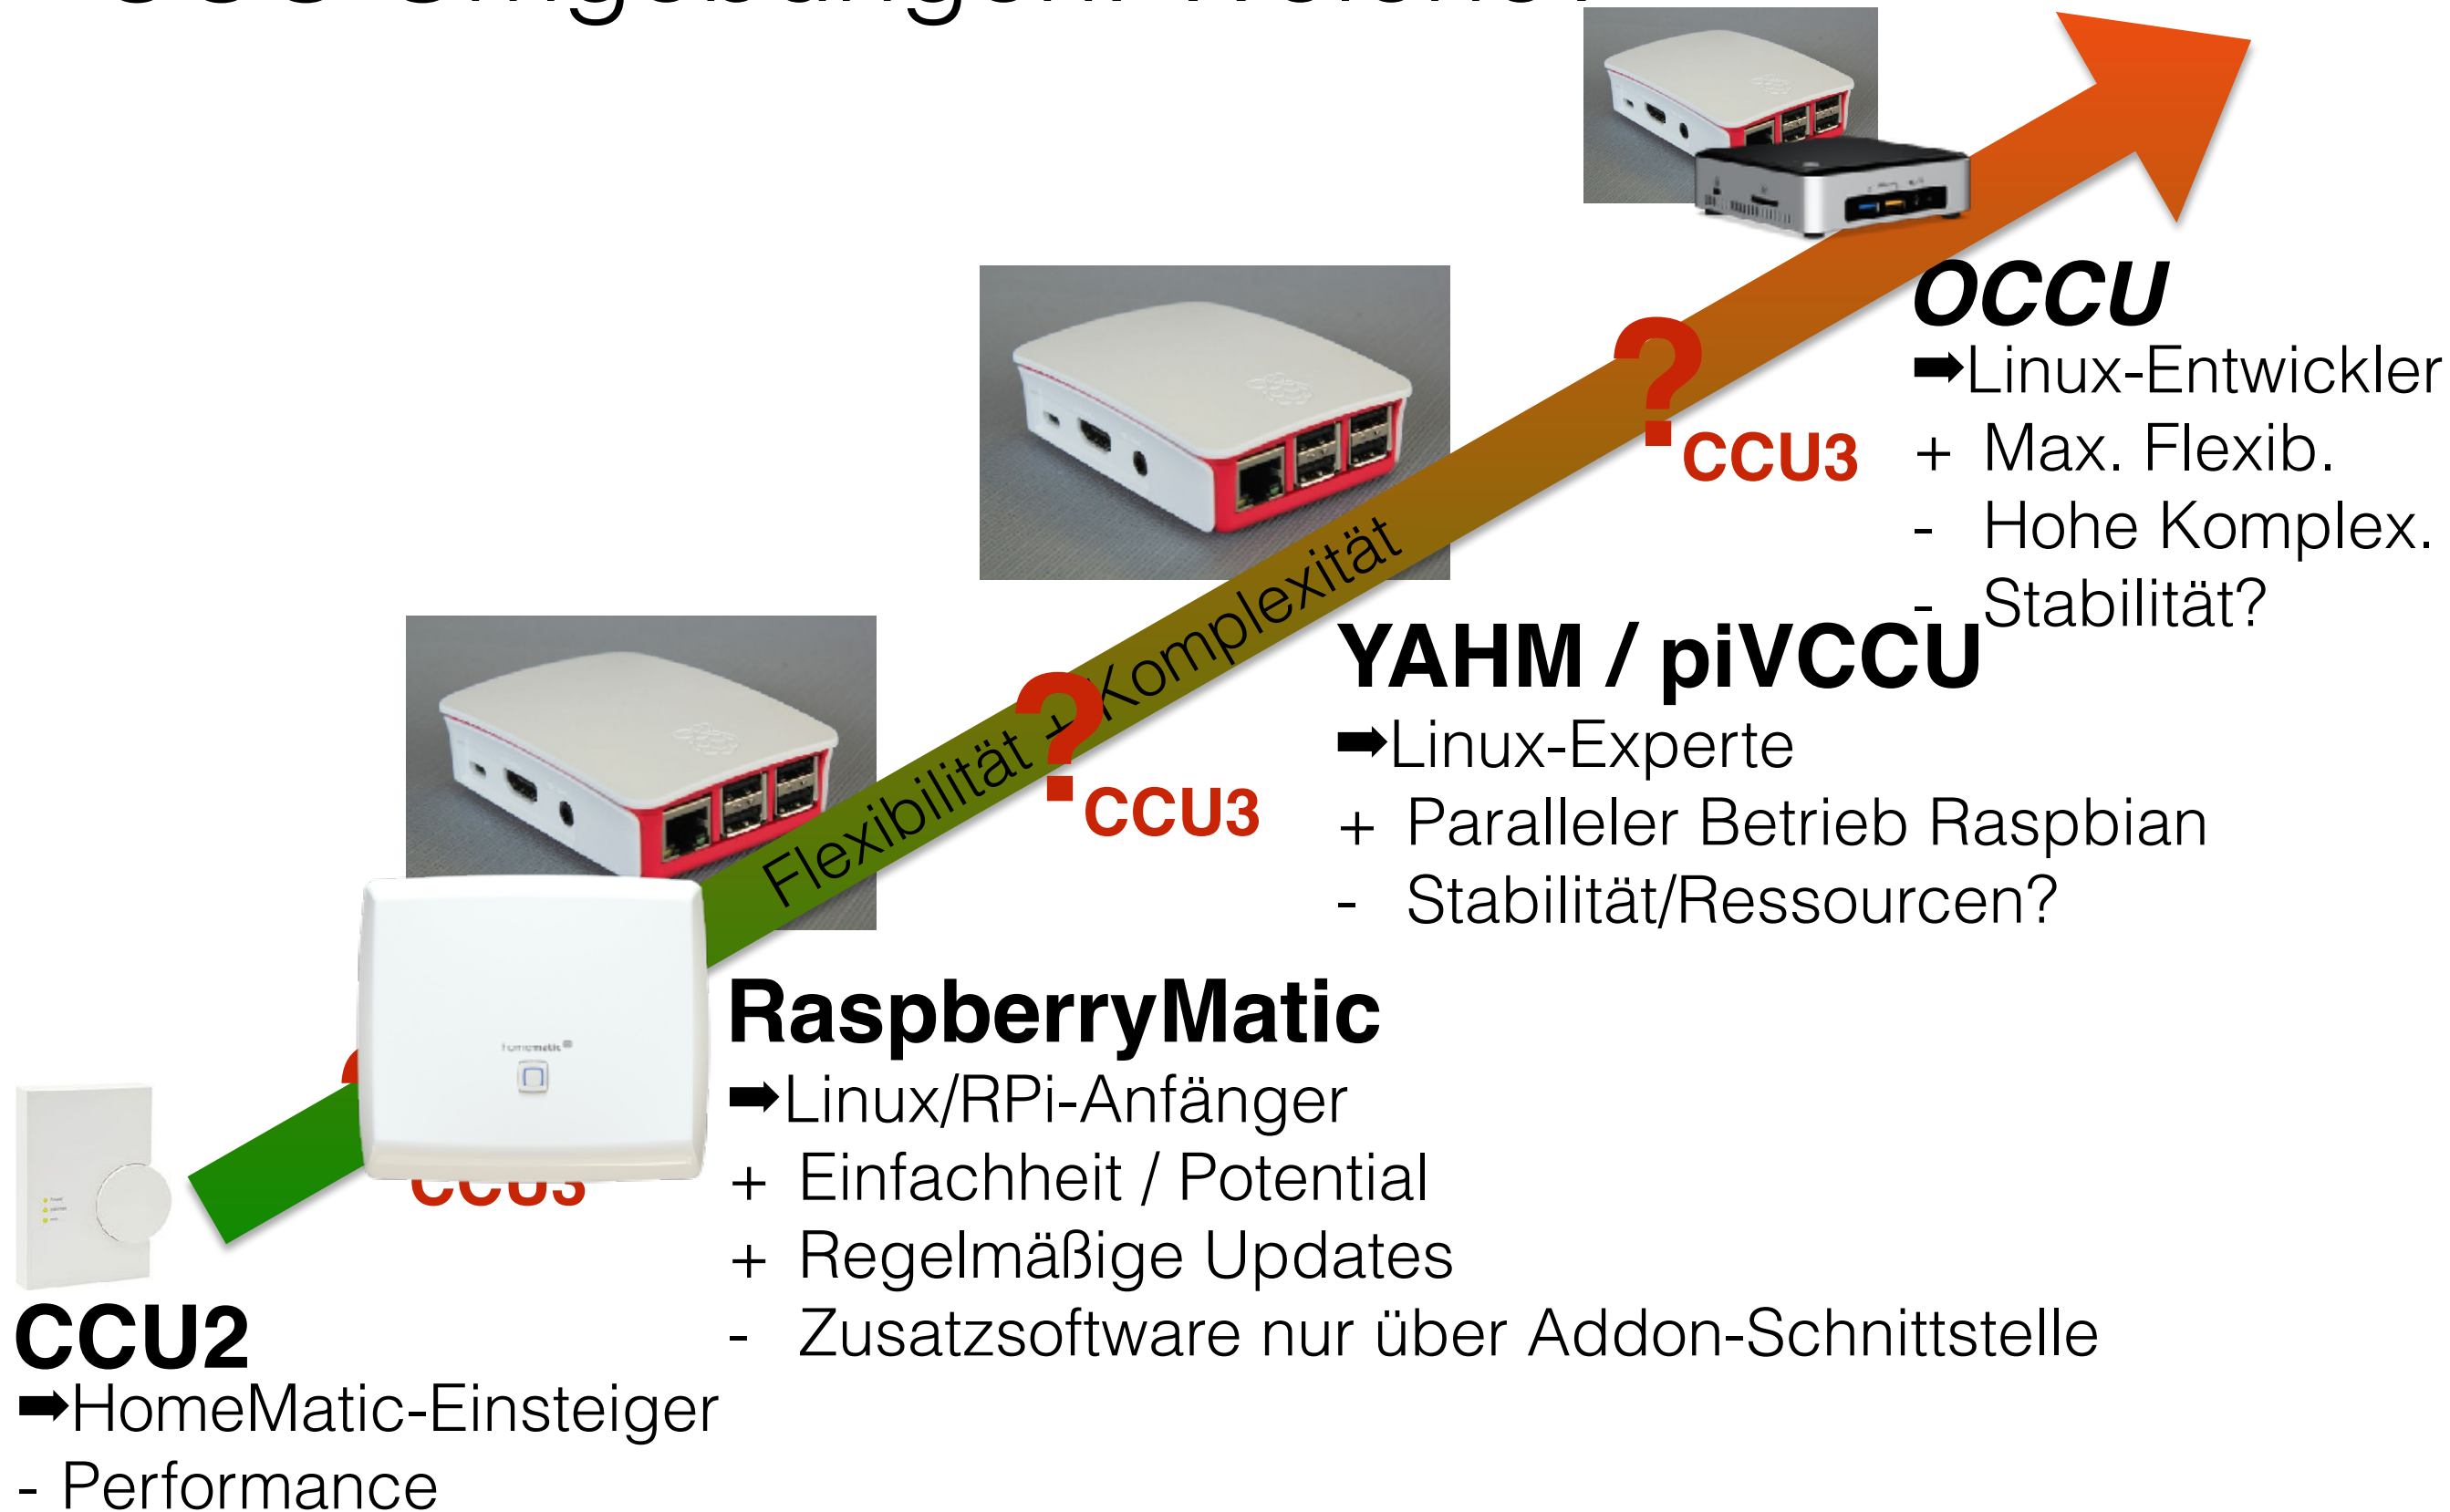 OCCU
➡Linux-Entwickler
+ Max. Flexib.
- Hohe Komplex.
- Stabilität?
?
CCU3
Flexibilität + Komplexität
?
CCU3
YAHM / piVCCU
➡Linux-Experte
+ Paralleler Betrieb Raspbian
- Stabilität/Ressourcen?
RaspberryMatic
➡Linux/RPi-Anfänger
+ Einfachheit / Potential
+ Regelmäßige Updates
- Zusatzsoftware nur über Addon-Schnittstelle
homematic
CCU3
CCU2
➡HomeMatic-Einsteiger
- Performance